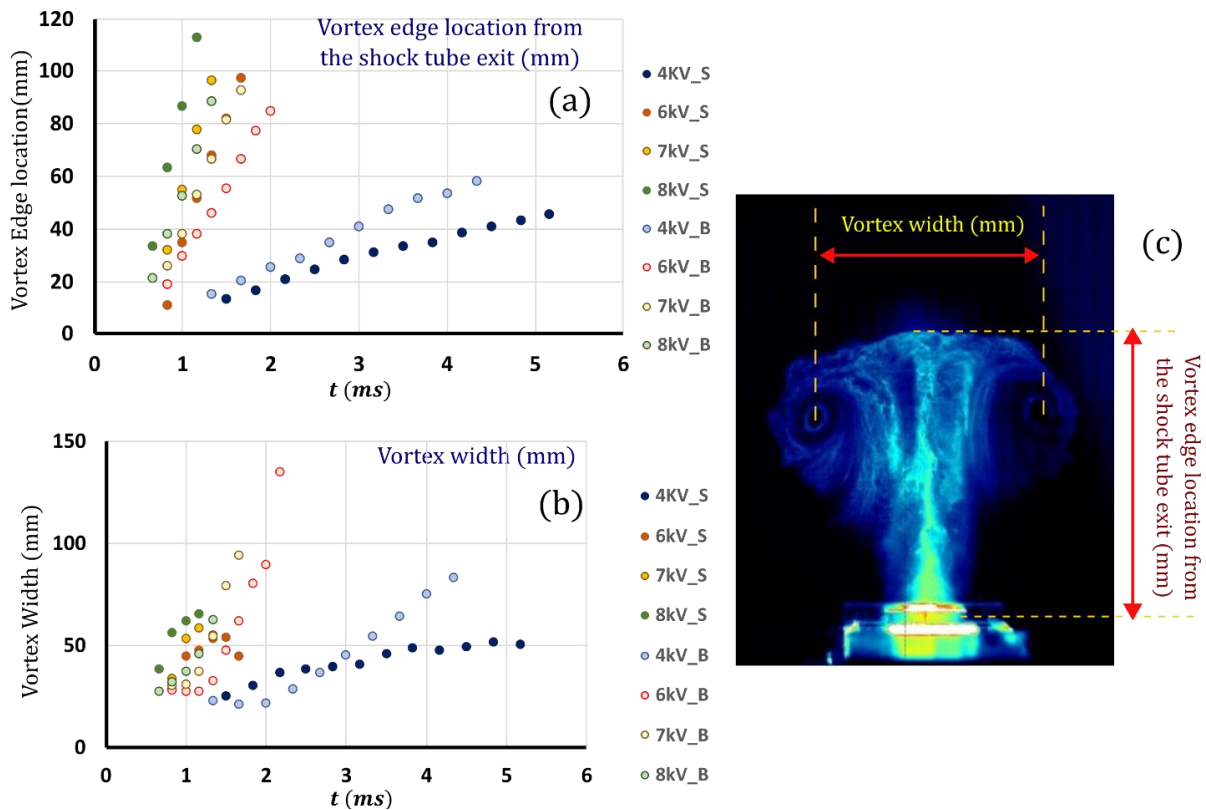 Vortex edge location from
the shock tube exit (mm)
(a)
Vortex Edge location(mm)
120
100
80
60
40
20
0
0 1 2 3 4 5 6
t (ms)
4KV_S
6kV_S
7kV_S
8kV_S
4kV_B
6kV_B
7kV_B
8kV_B
Vortex width (mm)
(b)
Vortex Width (mm)
150
100
50
0
0 1 2 3 4 5 6
t (ms)
4KV_S
6kV_S
7kV_S
8kV_S
4kV_B
6kV_B
7kV_B
8kV_B
Vortex width (mm)
(c)
Vortex edge location from
the shock tube exit (mm)